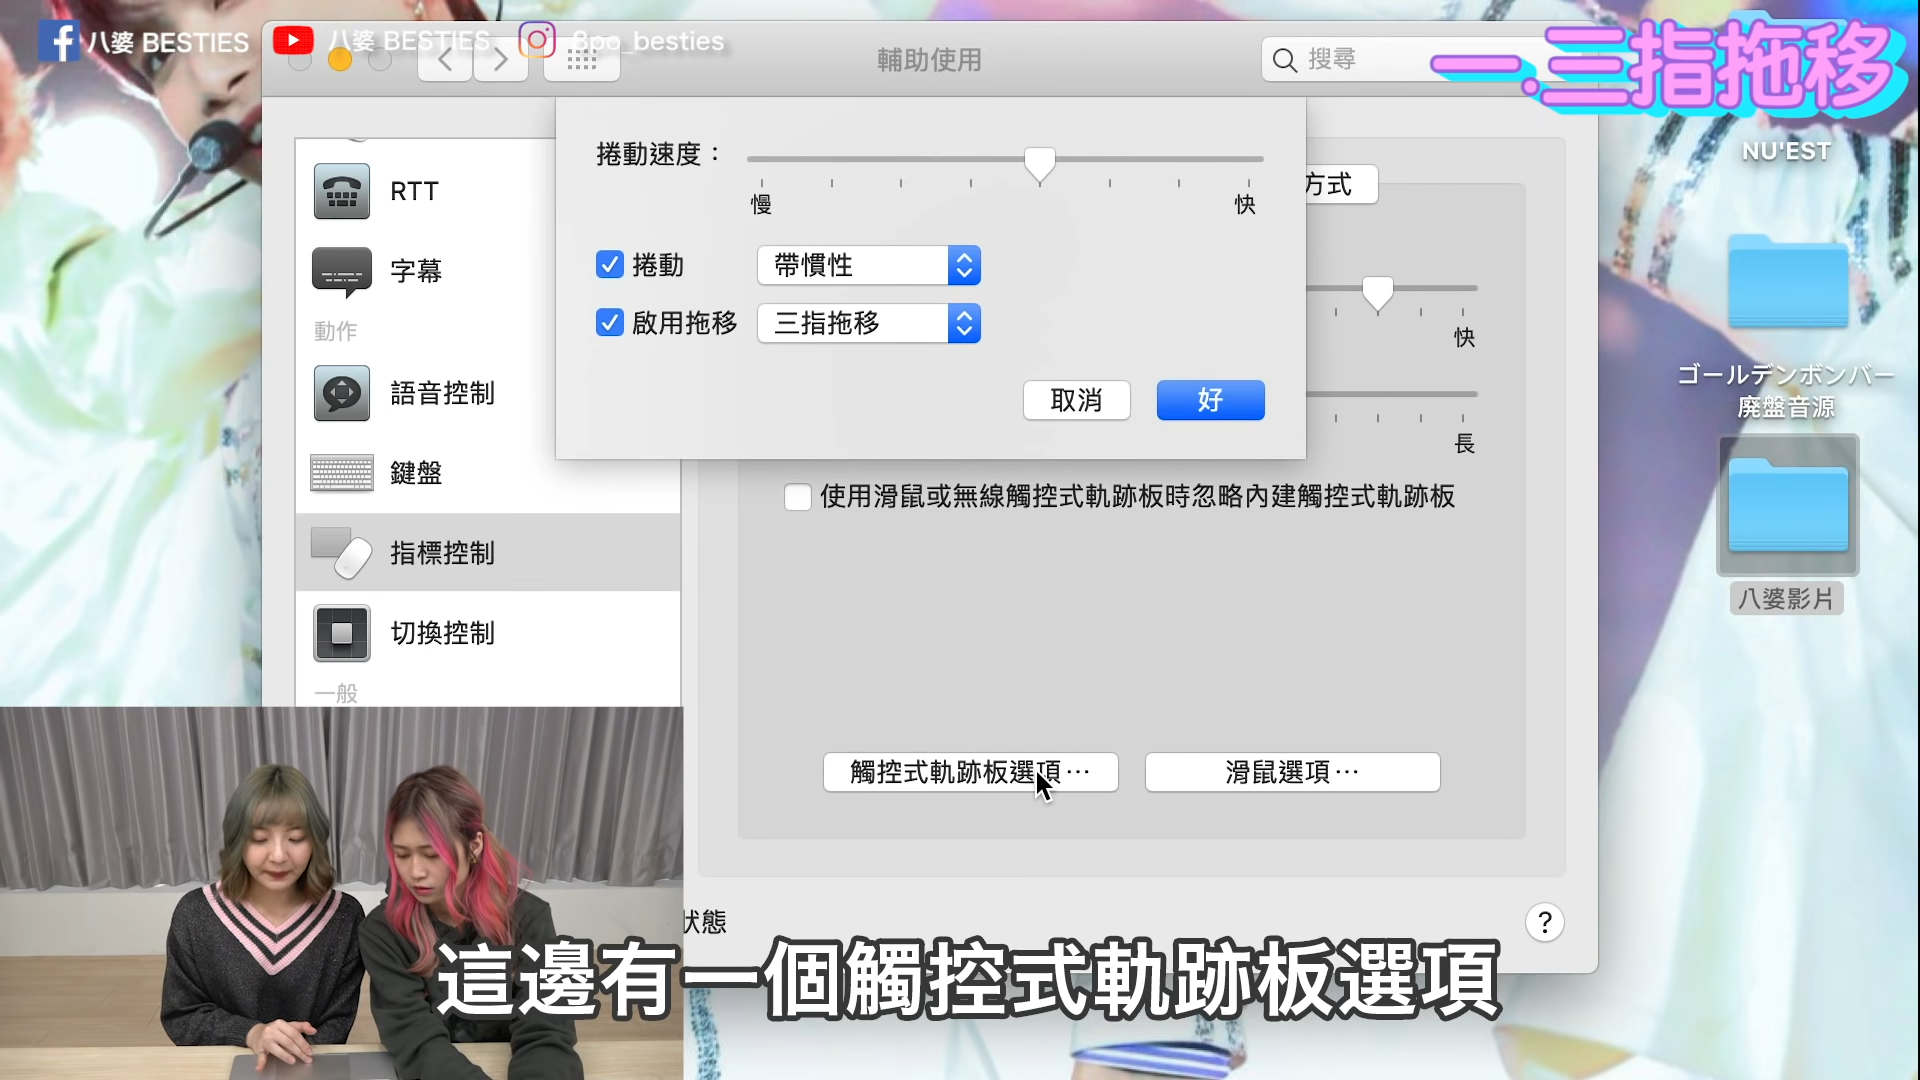 八婆 BESTIES
八婆 BESTIES
8po_besties
輔助使用
搜尋
一.三指拖移
NU'EST
RTT
字幕
動作
語音控制
鍵盤
指標控制
切換控制
一般
捲動速度：
慢
快
捲動
帶慣性
啟用拖移
三指拖移
取消
好
方式
快
長
使用滑鼠或無線觸控式軌跡板時忽略內建觸控式軌跡板
觸控式軌跡板選項…
滑鼠選項…
狀態
?
ゴールデンボンバー
廃盤音源
八婆影片
這邊有一個觸控式軌跡板選項